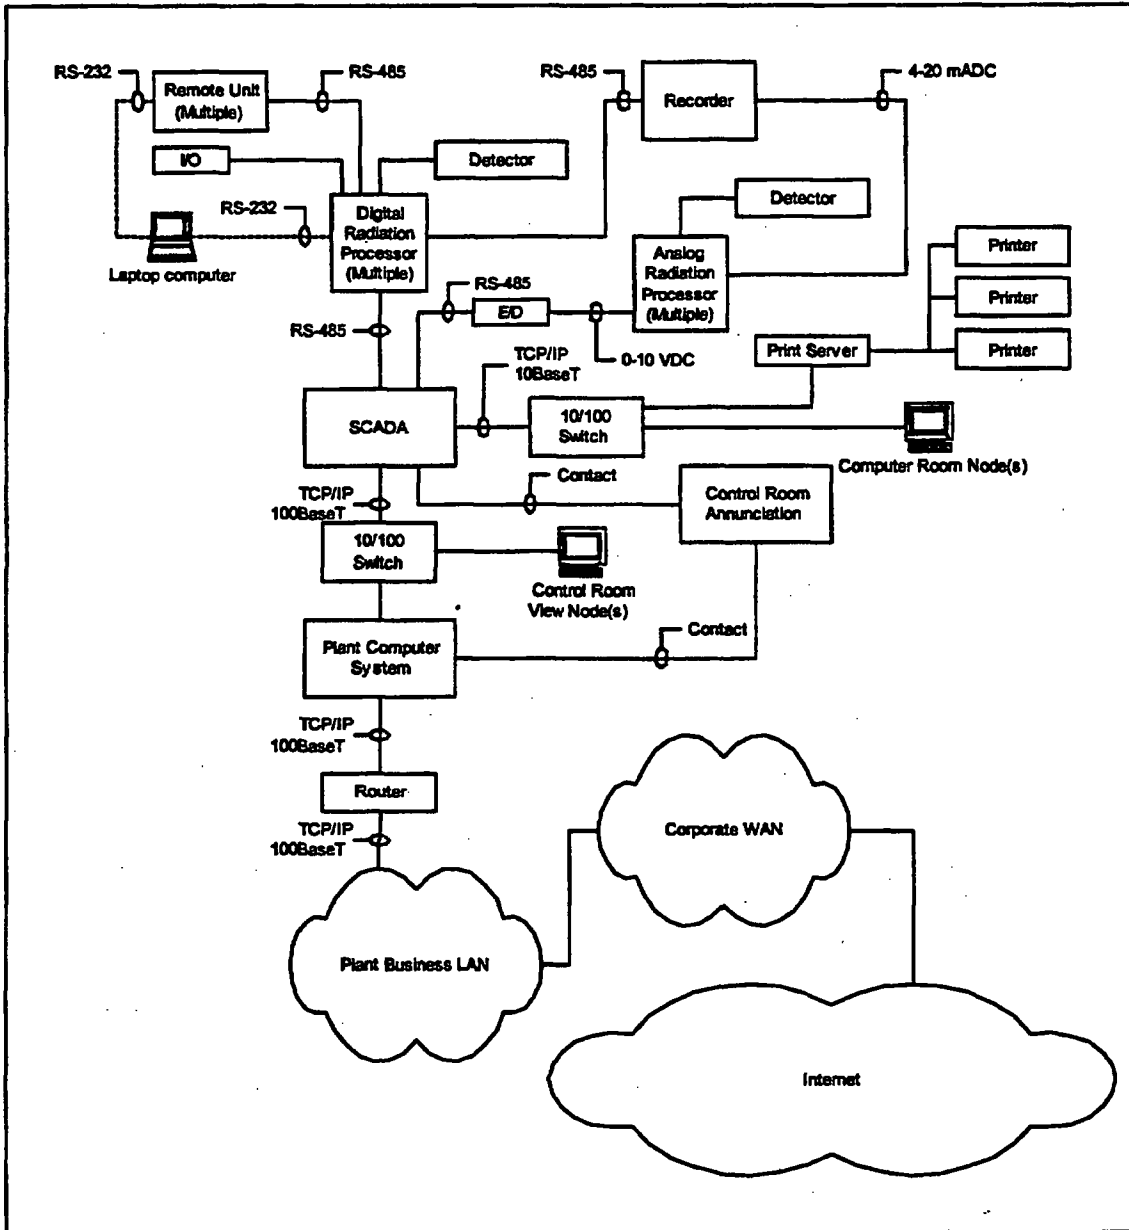 RS-232
RS-485
RS-485
4-20 mADC
Remote Unit
(Multiple)
Recorder
I/O
Detector
Detector
RS-232
Digital
Radiation
Processor
(Multiple)
Laptop computer
Analog
Radiation
Processor
(Multiple)
Printer
Printer
Printer
RS-485
E/D
RS-485
0-10 VDC
Print Server
TCP/IP
10BaseT
SCADA
10/100
Switch
Computer Room Node(s)
Contact
TCP/IP
100BaseT
Control Room
Annunciation
10/100
Switch
Control Room
View Node(s)
Contact
Plant Computer
System
TCP/IP
100BaseT
Router
TCP/IP
100BaseT
Corporate WAN
Plant Business LAN
Internet